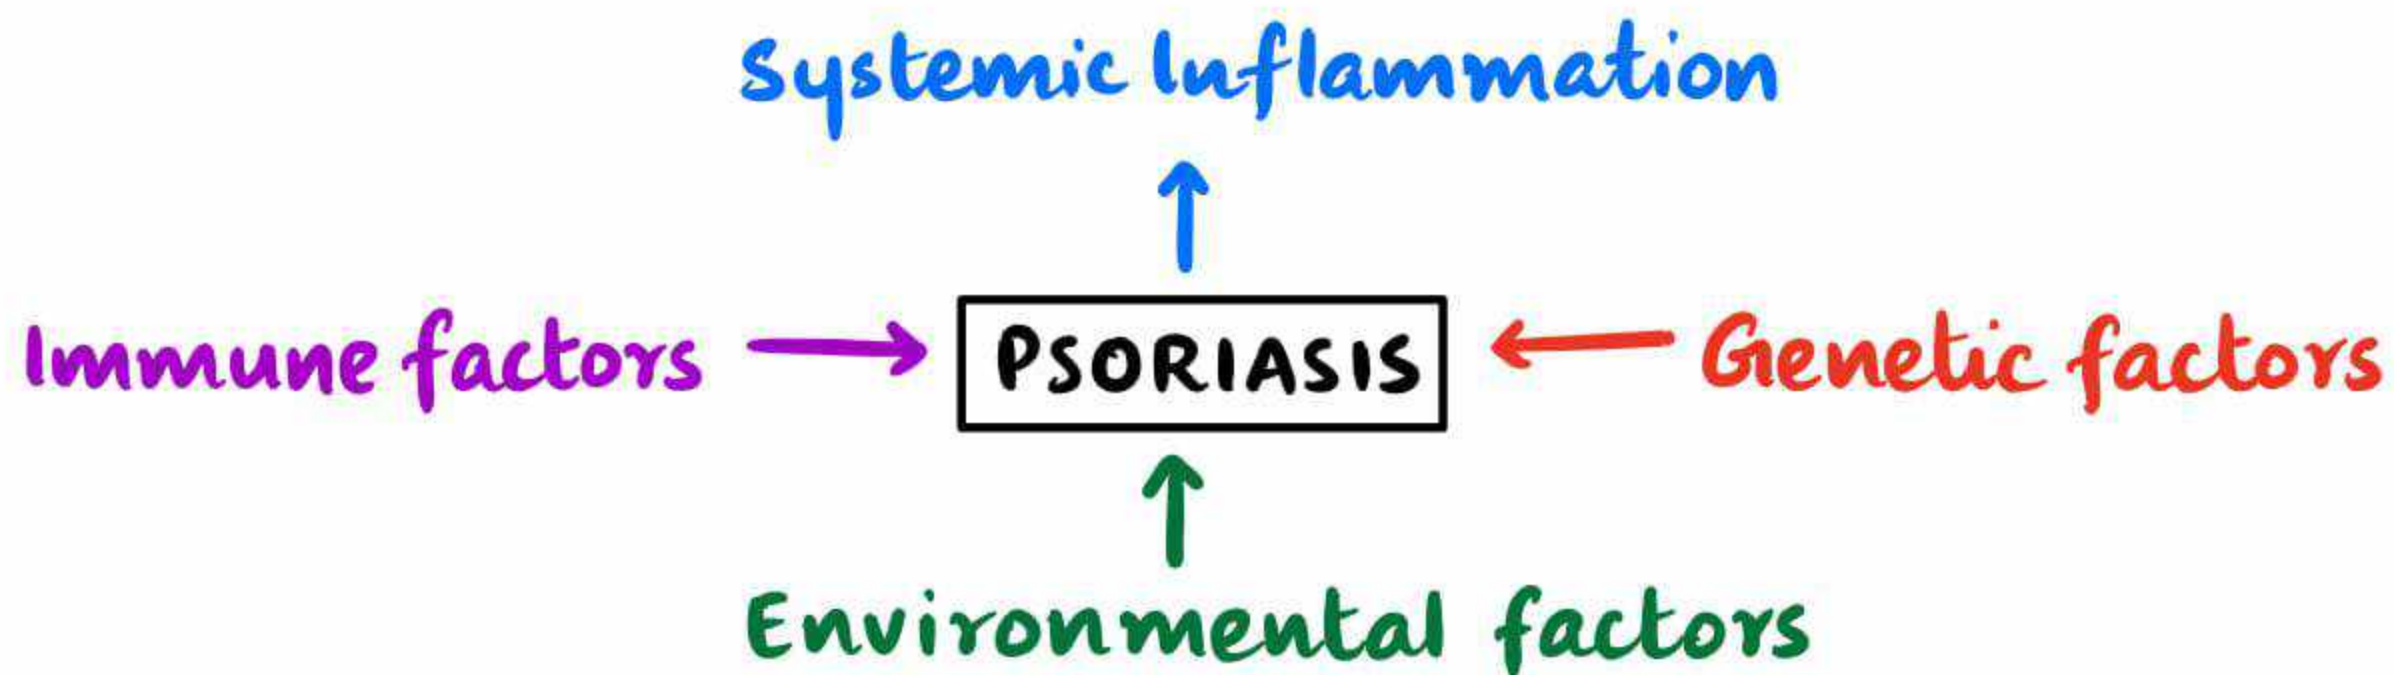 Systemic Inflammation
Immune factors
PSORIASIS
Genetic factors
Environmental factors